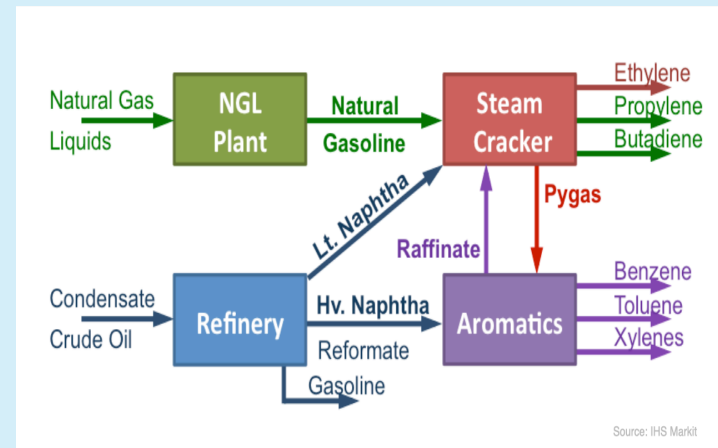 Natural Gas
Liquids
NGL
Plant
Natural
Gasoline
Steam
Cracker
Ethylene
Propylene
Butadiene
Lt. Naphtha
Raffinate
Pygas
Condensate
Crude Oil
Refinery
Hv. Naphtha
Reformate
Gasoline
Aromatics
Benzene
Toluene
Xylenes
Source: IHS Markit